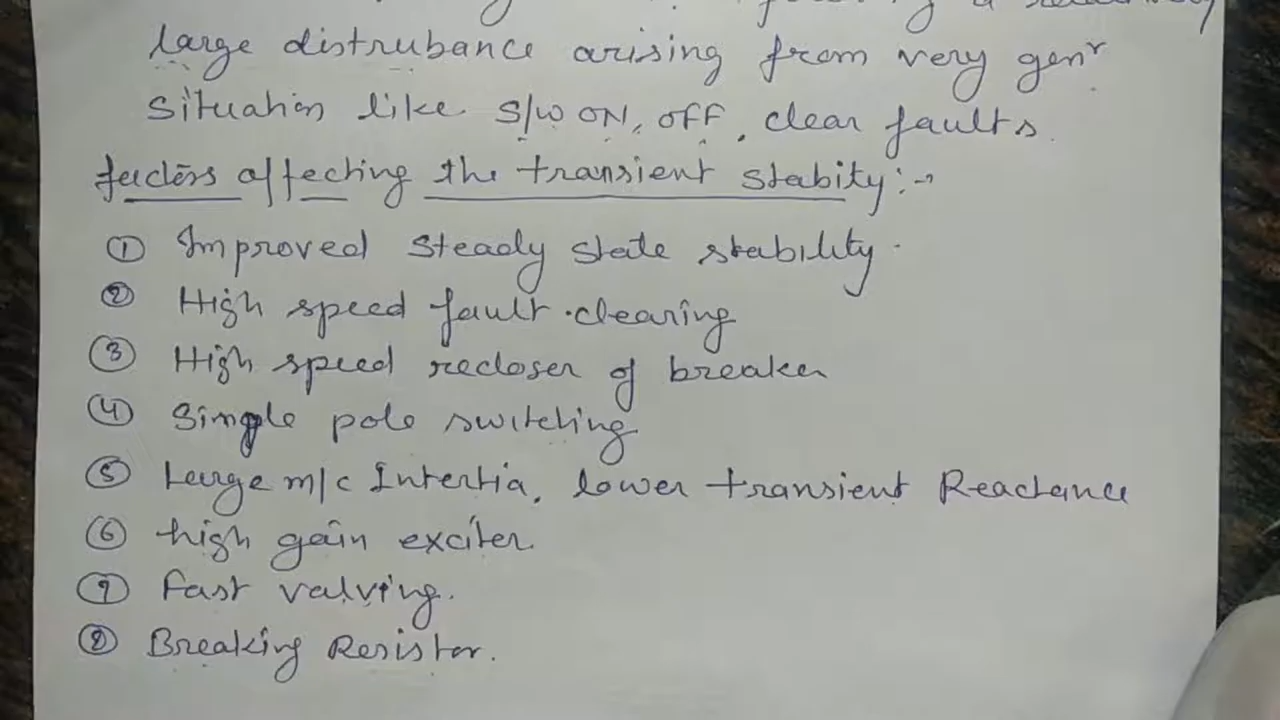 large distrubance arising from very genr
situation like S/W ON, OFF, clear faults.
factors affecting the transient stabity:→
① Improved steady state stability.
② High speed fault clearing
③ High speed recloser of breaker
④ Simgle pole switching
⑤ Large m/c Intertia, lower transient Reactance
⑥ high gain exciter.
⑦ Fast valving.
⑧ Breaking Resistor.